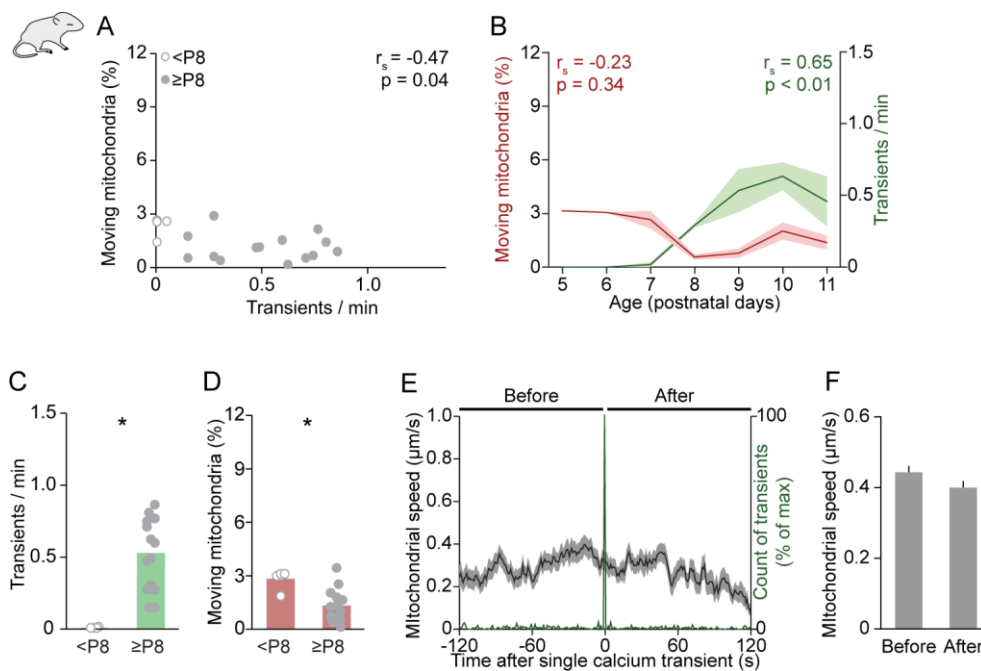 A
<P8
≥P8
r_s = -0.47
p = 0.04
Moving mitochondria (%)
12
9
6
3
0
0
0.5
1.0
Transients / min
B
r_s = -0.23
p = 0.34
r_s = 0.65
p < 0.01
Moving mitochondria (%)
12
9
6
3
0
1.5
1.0
0.5
0
Transients / min
5 6 7 8 9 10 11
Age (postnatal days)
C
*
Transients / min
1.5
1.0
0.5
0
<P8 ≥P8
D
*
Moving mitochondria (%)
12
9
6
3
0
<P8 ≥P8
E
Before After
MItochondrial speed (µm/s)
1.0
0.8
0.6
0.4
0.2
0
100
0
Count of transients
(% of max)
-120 -60 0 60 120
Time after single calcium transient (s)
F
MItochondrial speed (µm/s)
0.6
0.4
0.2
0
Before After